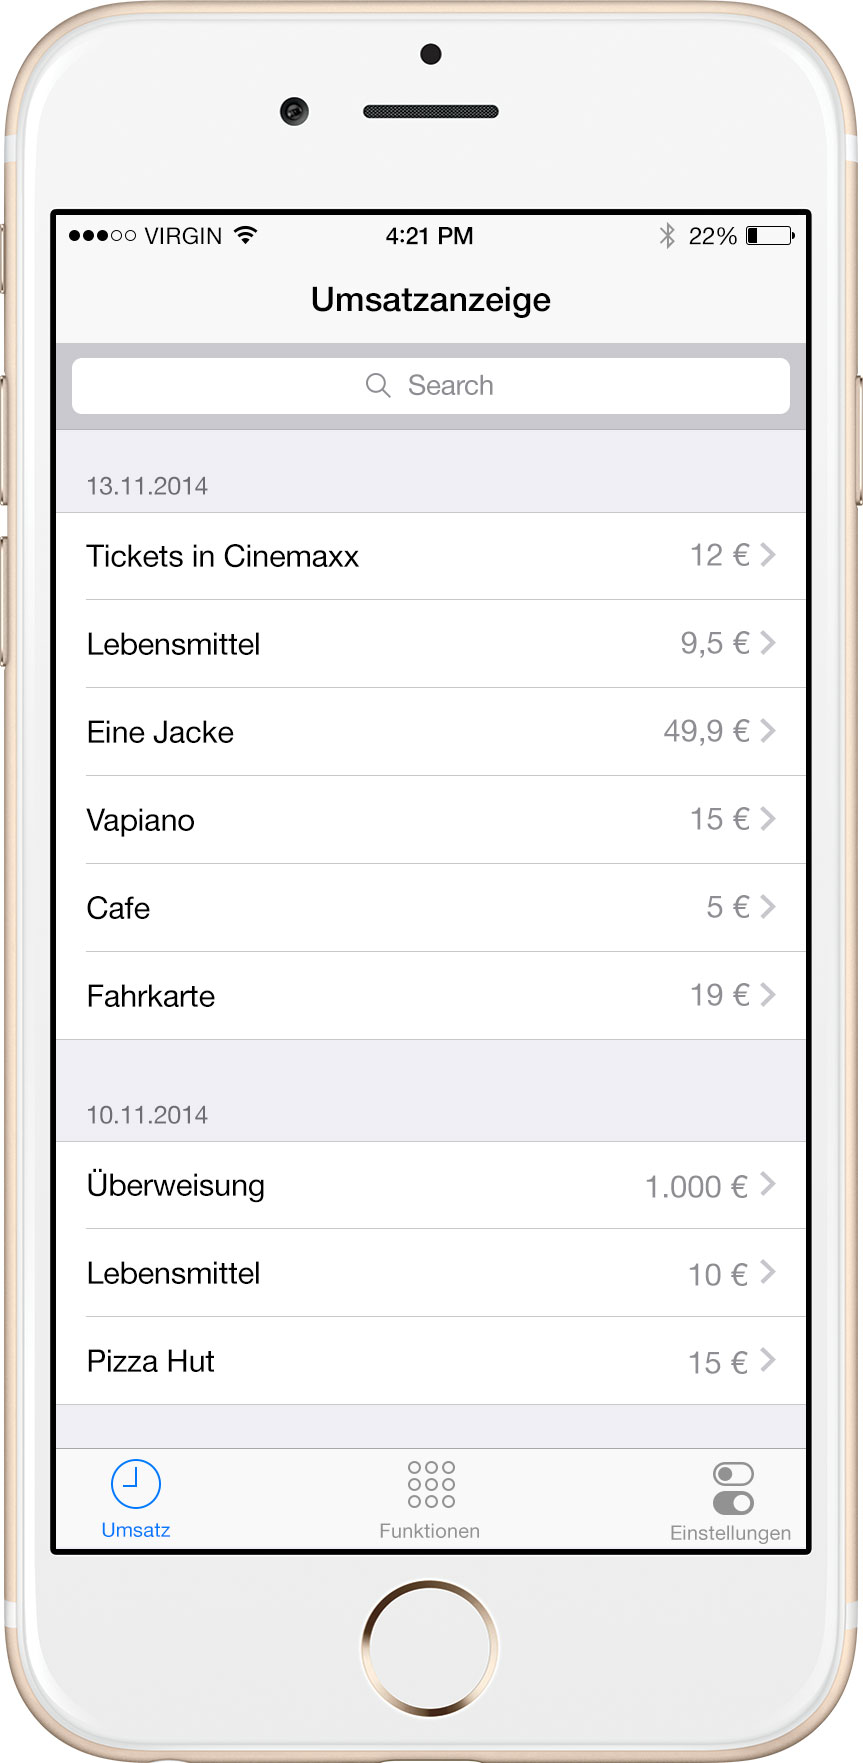 VIRGIN 4:21 PM 22%
Umsatzanzeige
Search
13.11.2014
Tickets in Cinemaxx 12 €
Lebensmittel 9,5 €
Eine Jacke 49,9 €
Vapiano 15 €
Cafe 5 €
Fahrkarte 19 €
10.11.2014
Überweisung 1.000 €
Lebensmittel 10 €
Pizza Hut 15 €
Umsatz Funktionen Einstellungen